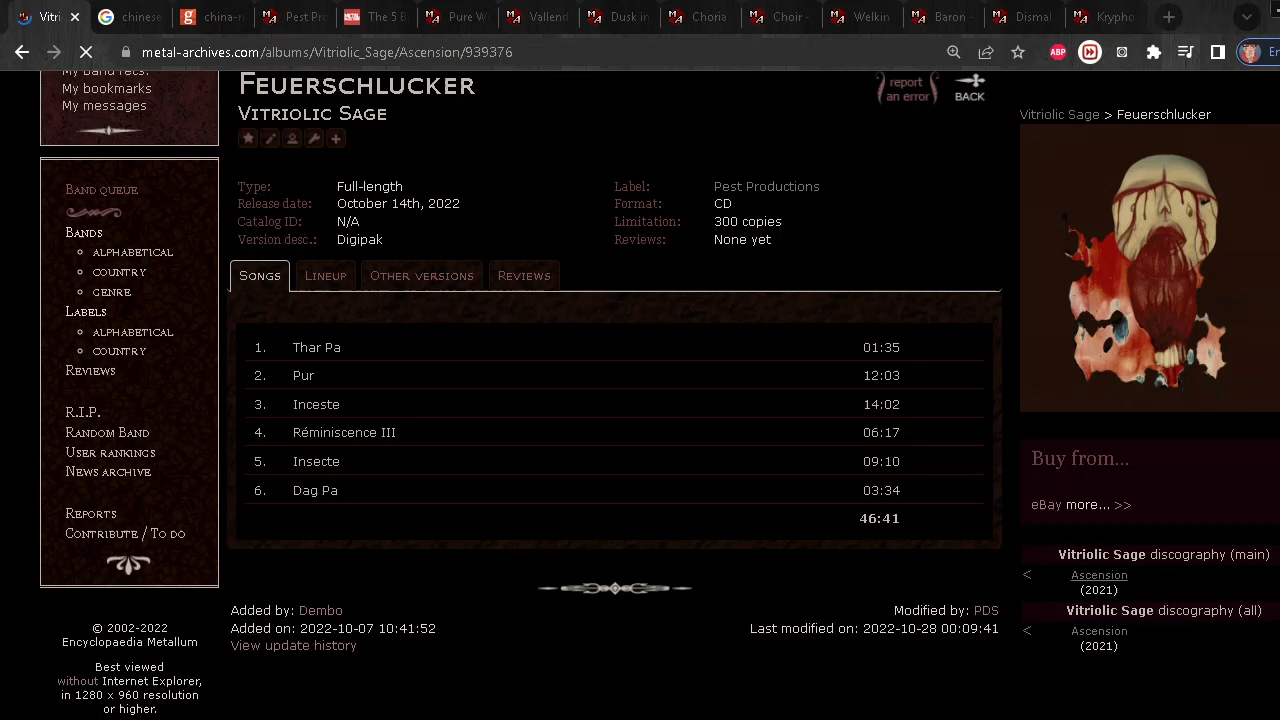 Vitri
chinese
china-n
Pest Pro
The 5 B
Pure W
Vallend
Dusk in
Choria
Choir -
Welkin
Baron -
Dismal
Krypho
metal-archives.com/albums/Vitriolic_Sage/Ascension/939376
ABP
En
My band recs.
My bookmarks
My messages
Band queue
Bands
alphabetical
country
genre
Labels
alphabetical
country
Reviews
R.I.P.
Random Band
User rankings
News archive
Reports
Contribute / To do
© 2002-2022
Encyclopaedia Metallum
Best viewed
without Internet Explorer,
in 1280 x 960 resolution
or higher.
Feuerschlucker
Vitriolic Sage
report
an error
BACK
Type: Full-length
Release date: October 14th, 2022
Catalog ID: N/A
Version desc.: Digipak
Label: Pest Productions
Format: CD
Limitation: 300 copies
Reviews: None yet
Songs
Lineup
Other versions
Reviews
1. Thar Pa 01:35
2. Pur 12:03
3. Inceste 14:02
4. Réminiscence III 06:17
5. Insecte 09:10
6. Dag Pa 03:34
46:41
Added by: Dembo
Added on: 2022-10-07 10:41:52
View update history
Modified by: PDS
Last modified on: 2022-10-28 00:09:41
Vitriolic Sage > Feuerschlucker
Buy from...
eBay more... >>
Vitriolic Sage discography (main)
< Ascension
(2021)
Vitriolic Sage discography (all)
< Ascension
(2021)